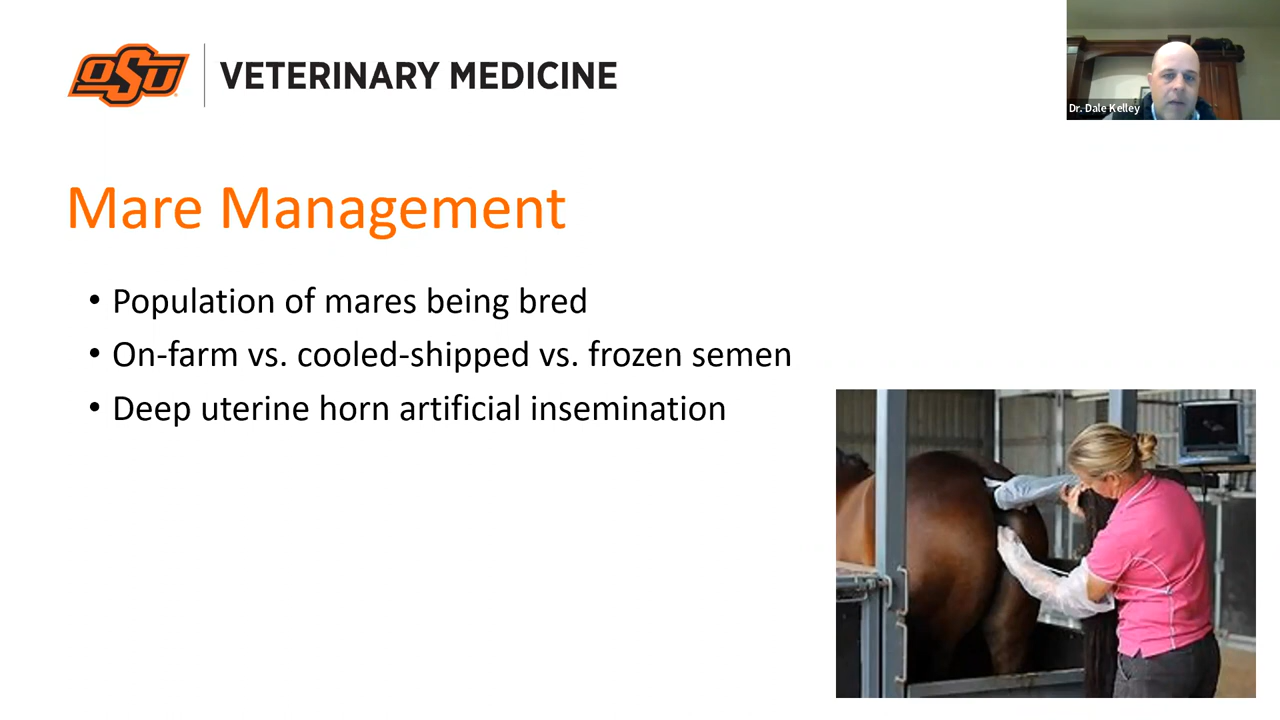 OSU
VETERINARY MEDICINE
Dr. Dale Kelley
Mare Management
• Population of mares being bred
• On-farm vs. cooled-shipped vs. frozen semen
• Deep uterine horn artificial insemination